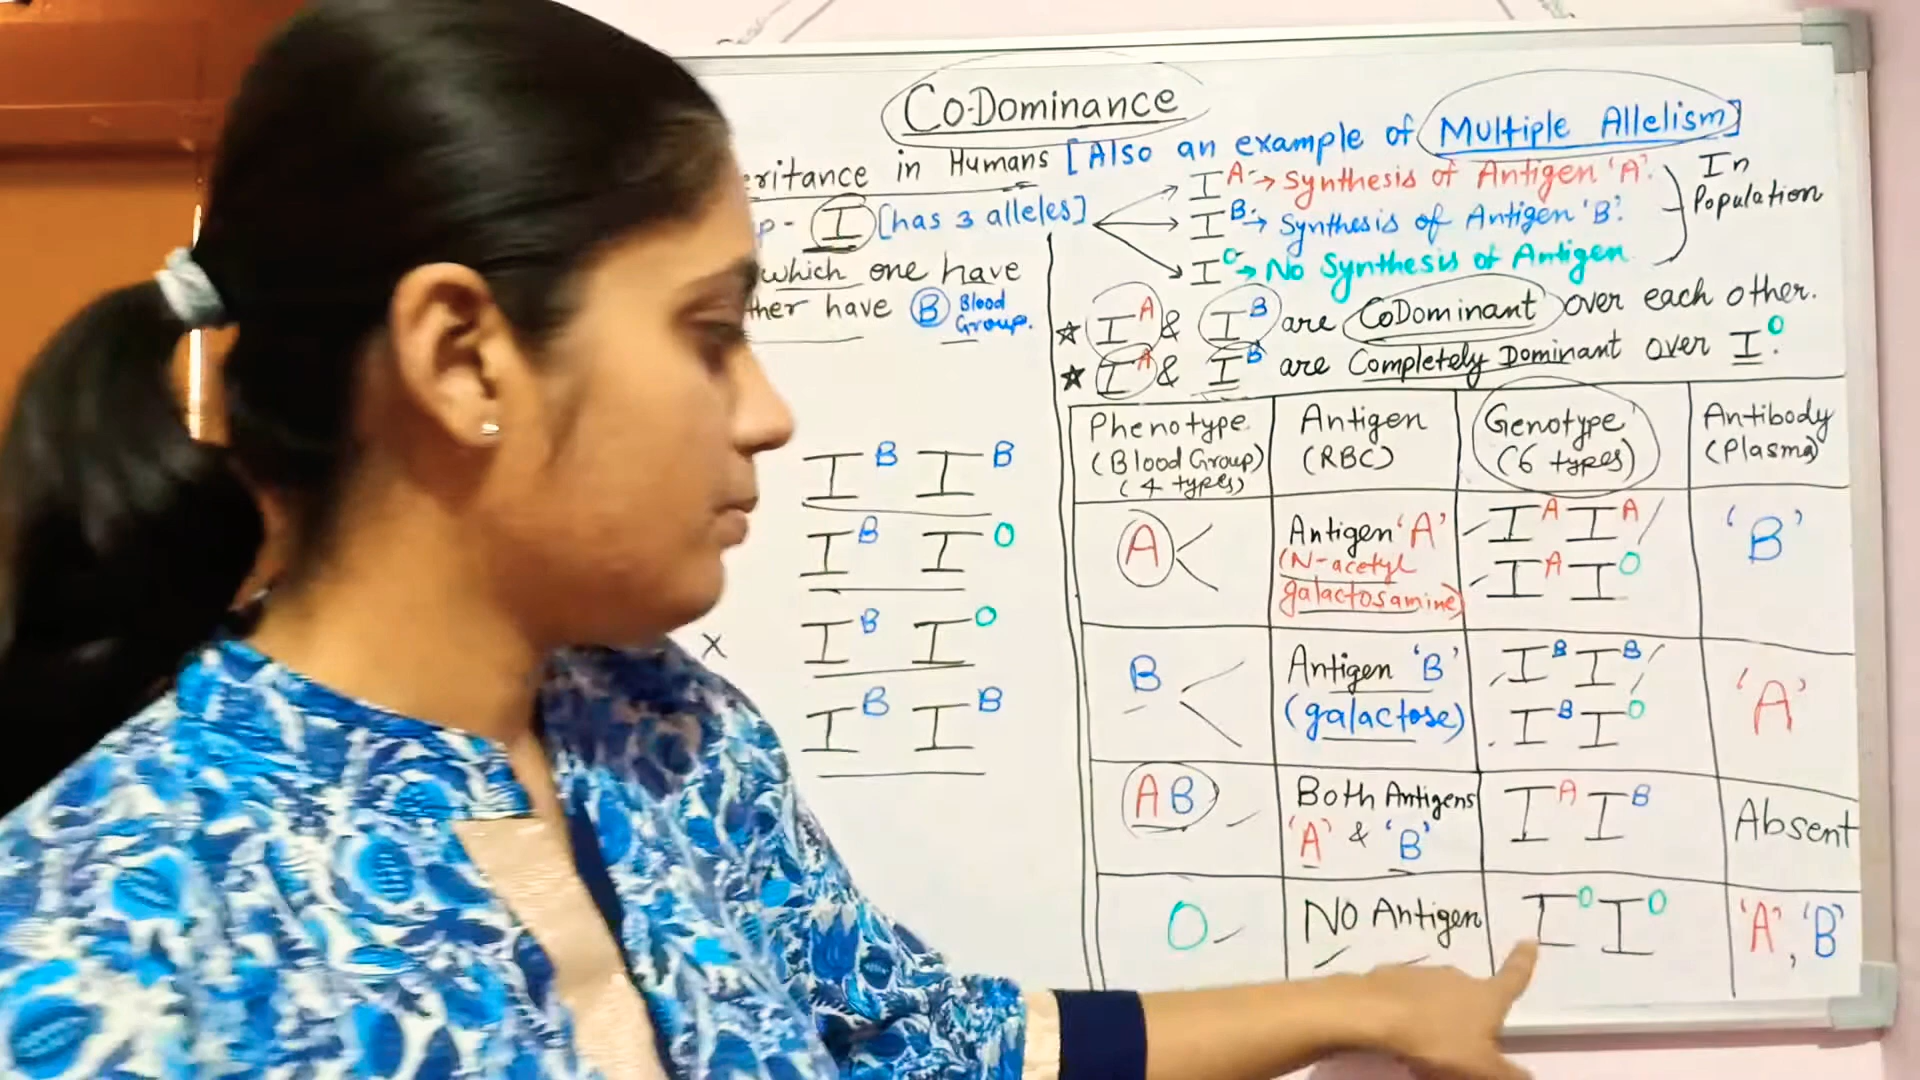 Co-Dominance
eritance in Humans [Also an example of Multiple Allelism]
p- I [has 3 alleles]
I^A → Synthesis of Antigen 'A'.
I^B → Synthesis of Antigen 'B'.
I^O → No Synthesis of Antigen
In
Population
which one have
ther have B Blood
Group.
☆ I^A & I^B are CoDominant over each other.
★ I^A & I^B are Completely Dominant over I^O.
I^B I^B
I^B I^O
X I^B I^O
I^B I^B
Phenotype
(Blood Group)
(4 types)
Antigen
(RBC)
Genotype
(6 types)
Antibody
(Plasma)
A
Antigen 'A'
(N-acetyl
galactosamine)
I^A I^A
I^A I^O
'B'
B
Antigen 'B'
(galactose)
I^B I^B
I^B I^O
'A'
AB
Both Antigens
'A' & 'B'
I^A I^B
Absent
O
NO Antigen
I^O I^O
'A', 'B'